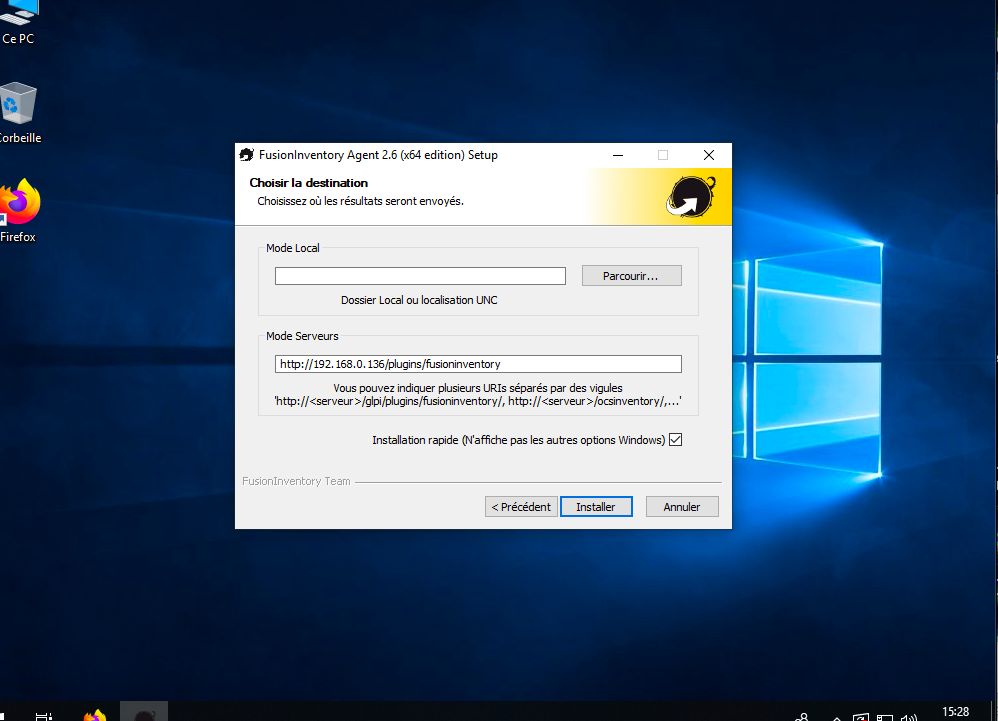 Ce PC
Corbeille
Firefox
FusionInventory Agent 2.6 (x64 edition) Setup
Choisir la destination
Choisissez où les résultats seront envoyés.
Mode Local
Parcourir...
Dossier Local ou localisation UNC
Mode Serveurs
http://192.168.0.136/plugins/fusioninventory
Vous pouvez indiquer plusieurs URIs séparés par des vigules
'http://<serveur>/glpi/plugins/fusioninventory/, http://<serveur>/ocsinventory/,...'
Installation rapide (N'affiche pas les autres options Windows)
FusionInventory Team
< Précédent Installer Annuler
15:28